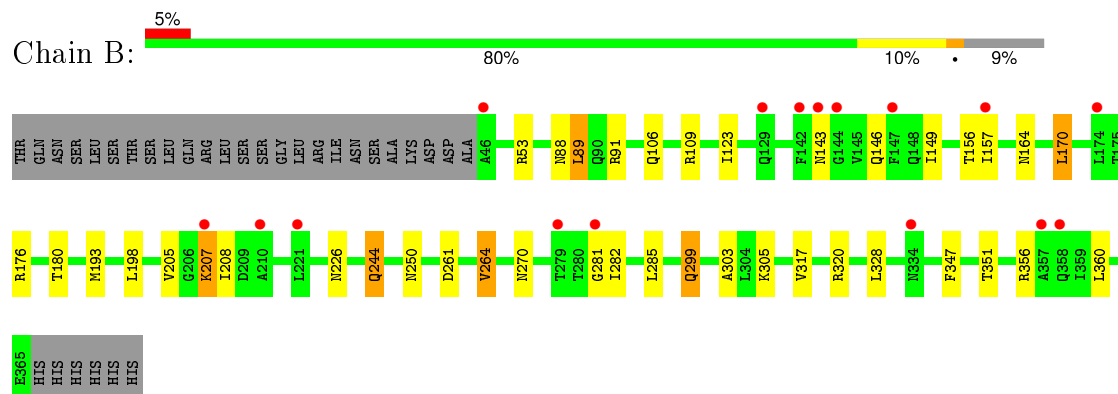 5%
Chain B:
80% 10% • 9%
THR GLN ASN SER LEU SER THR SER LEU GLN ARG LEU SER SER GLY LEU ARG ILE ASN SER ALA LYS ASP ASP ALA A46 R53 N88 L89 Q90 R91 Q106 R109 I123 Q129 F142 N143 G144 V145 Q146 F147 Q148 I149 T156 I157 N164 L170 L174 T175
R176 T180 M193 L198 V205 G206 K207 I208 D209 A210 L221 N226 Q244 N250 D261 V264 N270 T279 T280 G281 I282 L285 Q299 A303 L304 K305 V317 R320 L328 N334 F347 T351 R356 A357 Q358 I359 L360
E365 HIS HIS HIS HIS HIS HIS